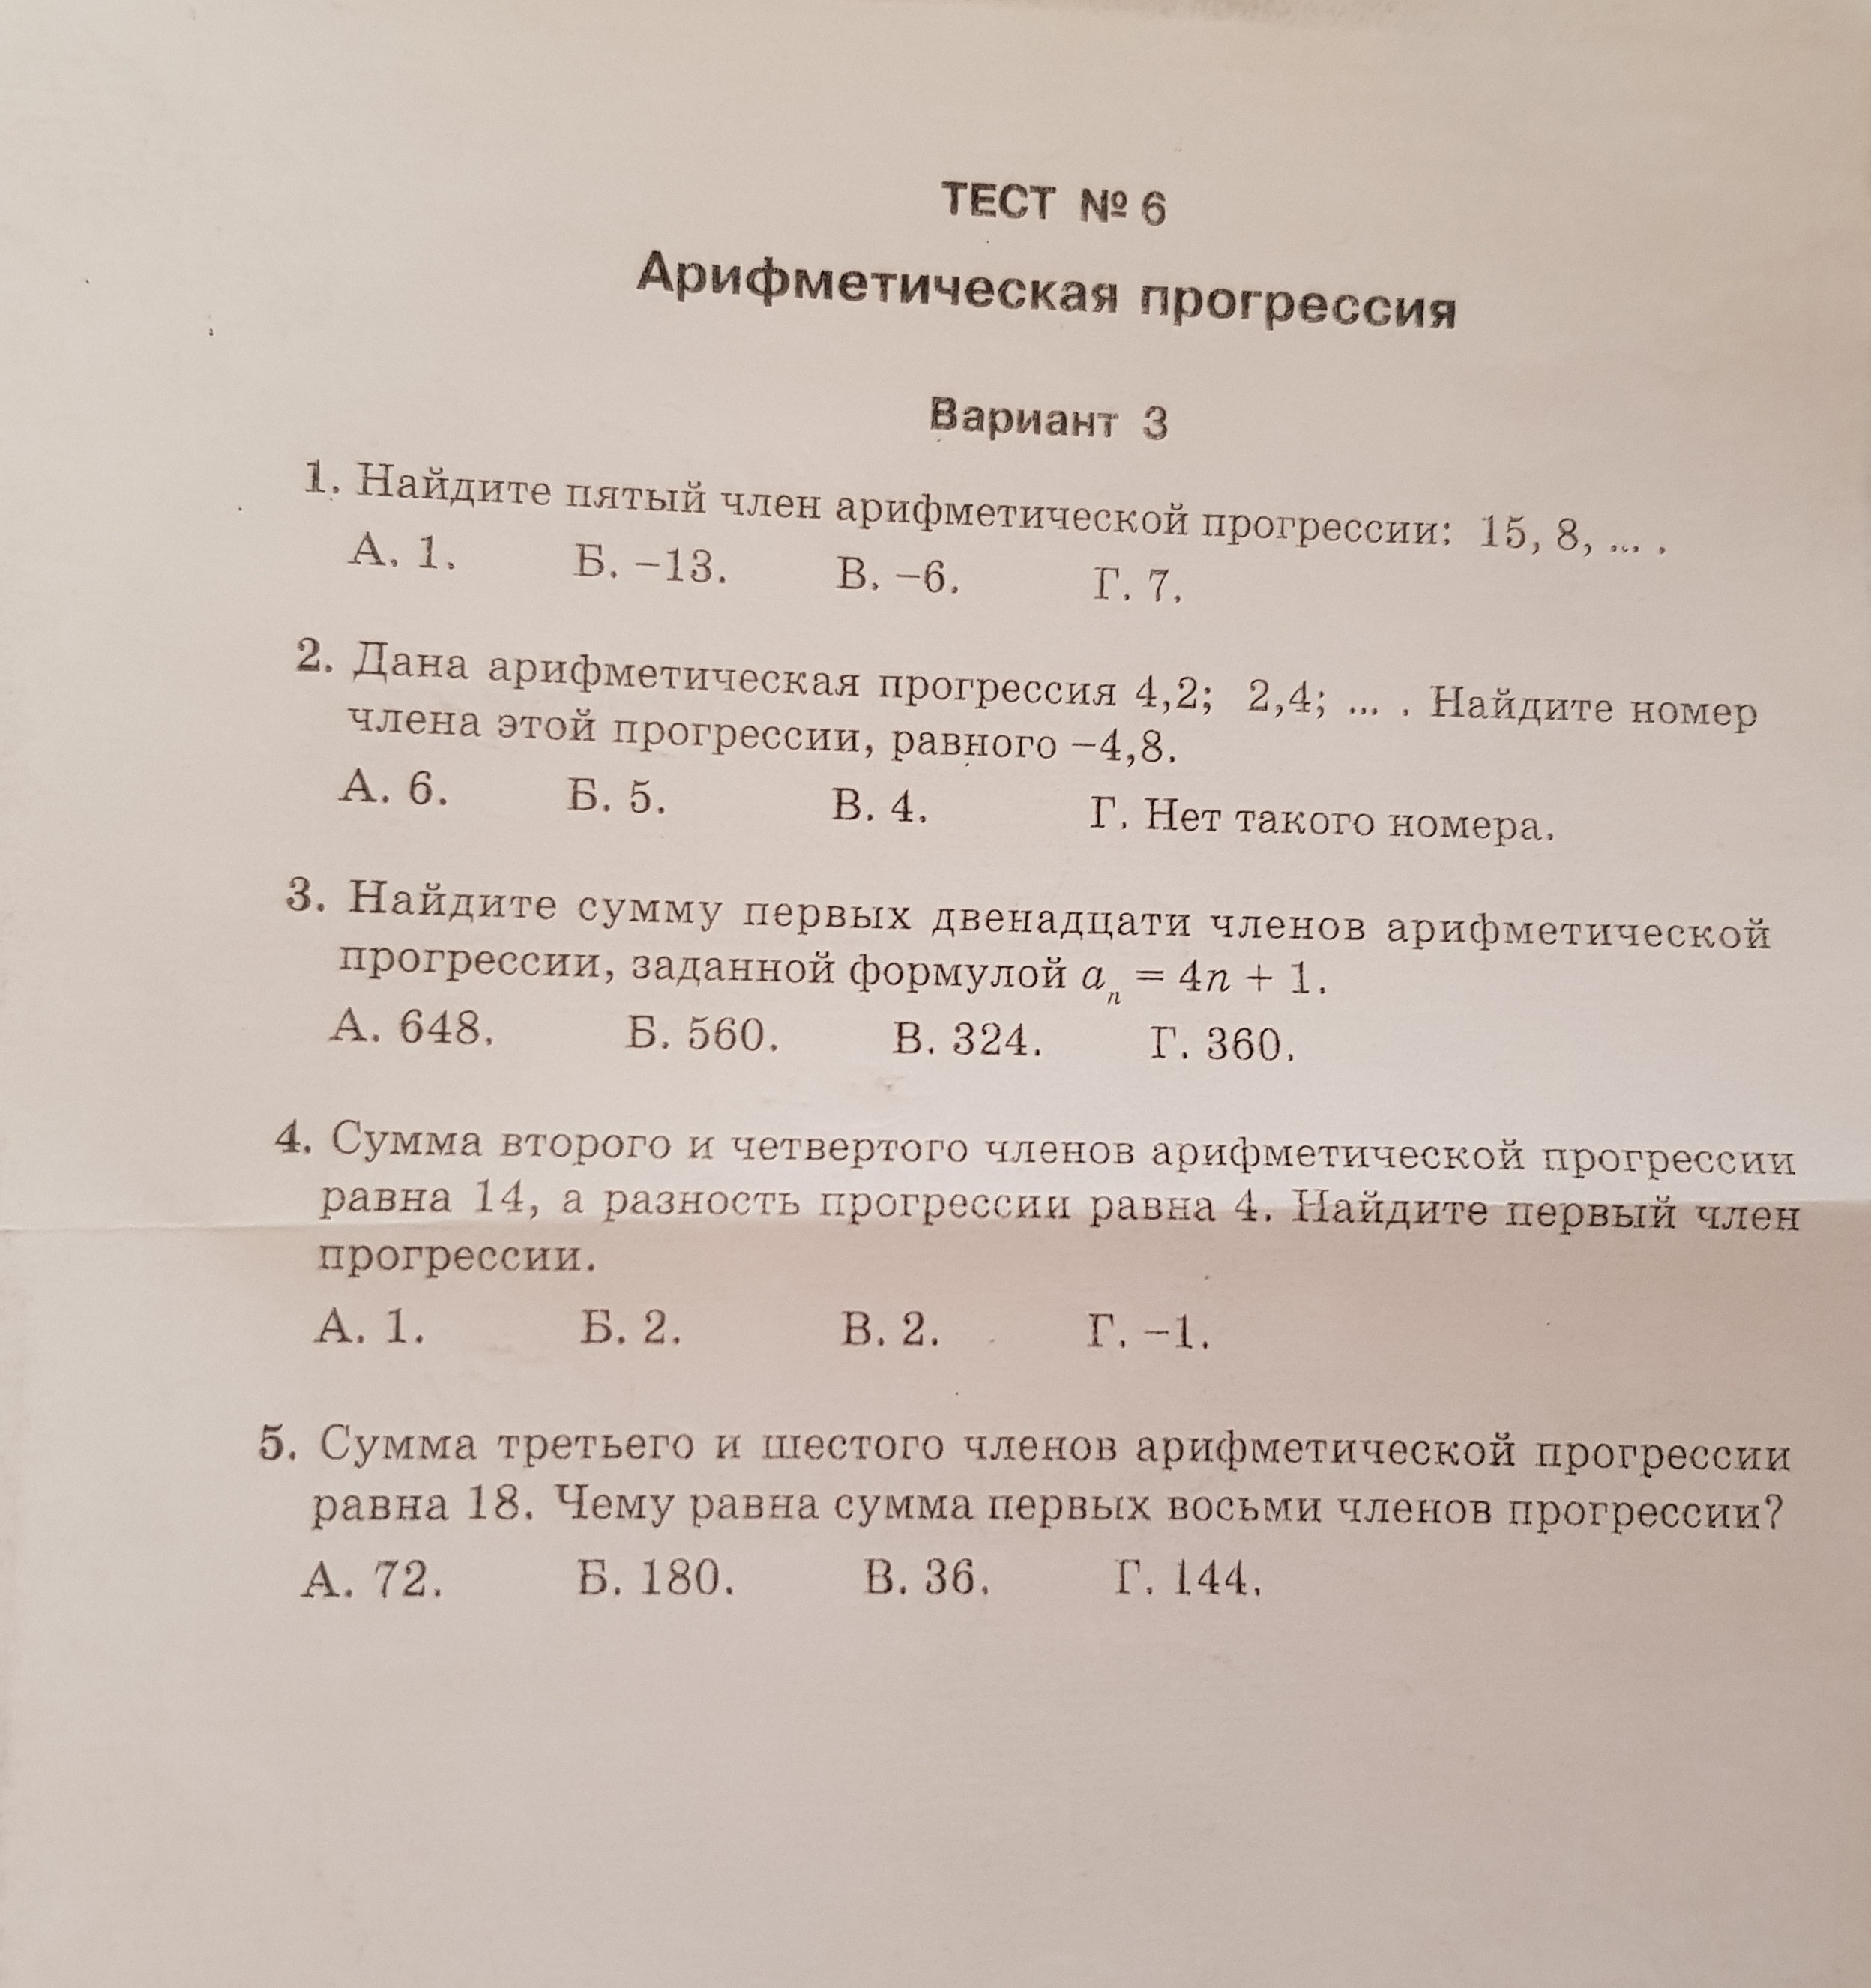 ТЕСТ № 6
Арифметическая прогрессия
Вариант 3
1. Найдите пятый член арифметической прогрессии: 15, 8, ... .
А. 1. Б. –13. В. –6. Г. 7.
2. Дана арифметическая прогрессия 4,2; 2,4; ... . Найдите номер
члена этой прогрессии, равного –4,8.
А. 6. Б. 5. В. 4. Г. Нет такого номера.
3. Найдите сумму первых двенадцати членов арифметической
прогрессии, заданной формулой aₙ = 4n + 1.
А. 648. Б. 560. В. 324. Г. 360.
4. Сумма второго и четвертого членов арифметической прогрессии
равна 14, а разность прогрессии равна 4. Найдите первый член
прогрессии.
А. 1. Б. 2. В. 2. Г. –1.
5. Сумма третьего и шестого членов арифметической прогрессии
равна 18. Чему равна сумма первых восьми членов прогрессии?
А. 72. Б. 180. В. 36. Г. 144.